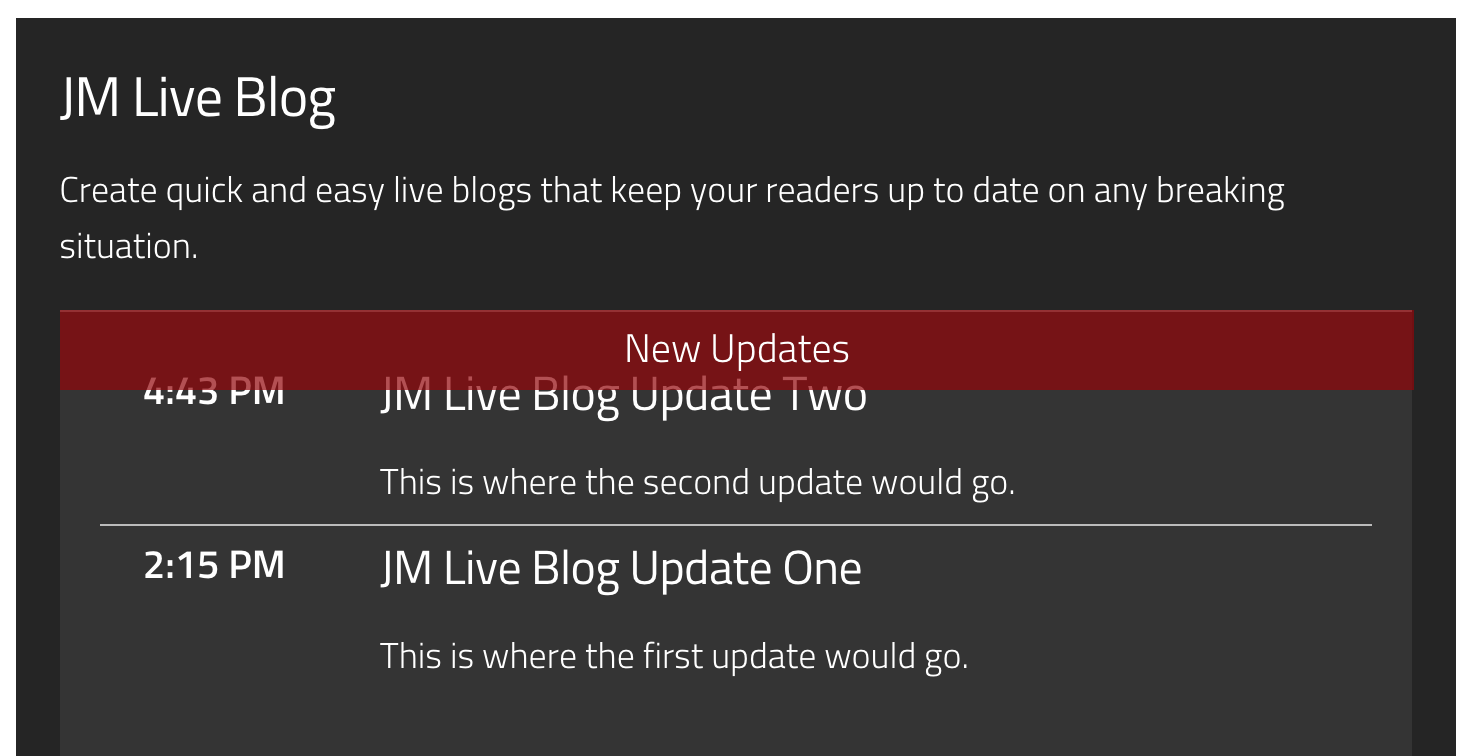 JM Live Blog
Create quick and easy live blogs that keep your readers up to date on any breaking
situation.
New Updates
4:43 PM JM Live Blog Update Two
This is where the second update would go.
2:15 PM JM Live Blog Update One
This is where the first update would go.